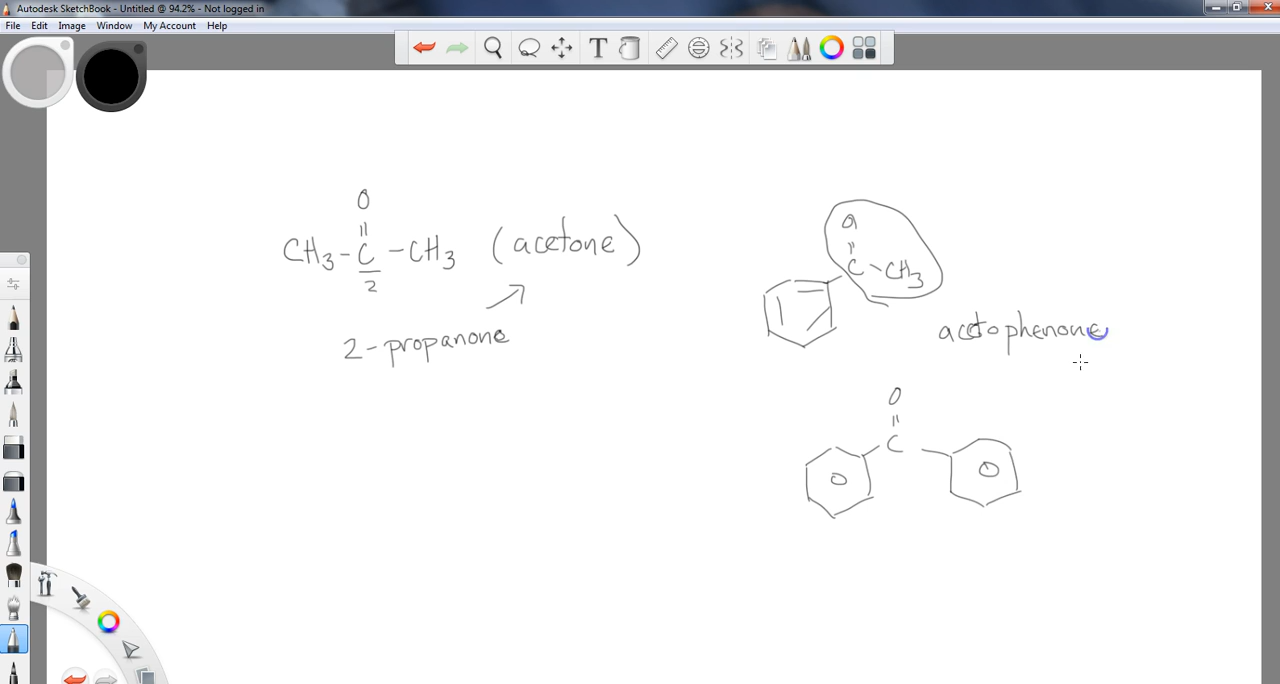 Autodesk SketchBook - Untitled @ 94.2% - Not logged in
File Edit Image Window My Account Help
T
O
CH3-C-CH3 (acetone)
2
2-propanone
O
C-CH3
acetophenone
O
C